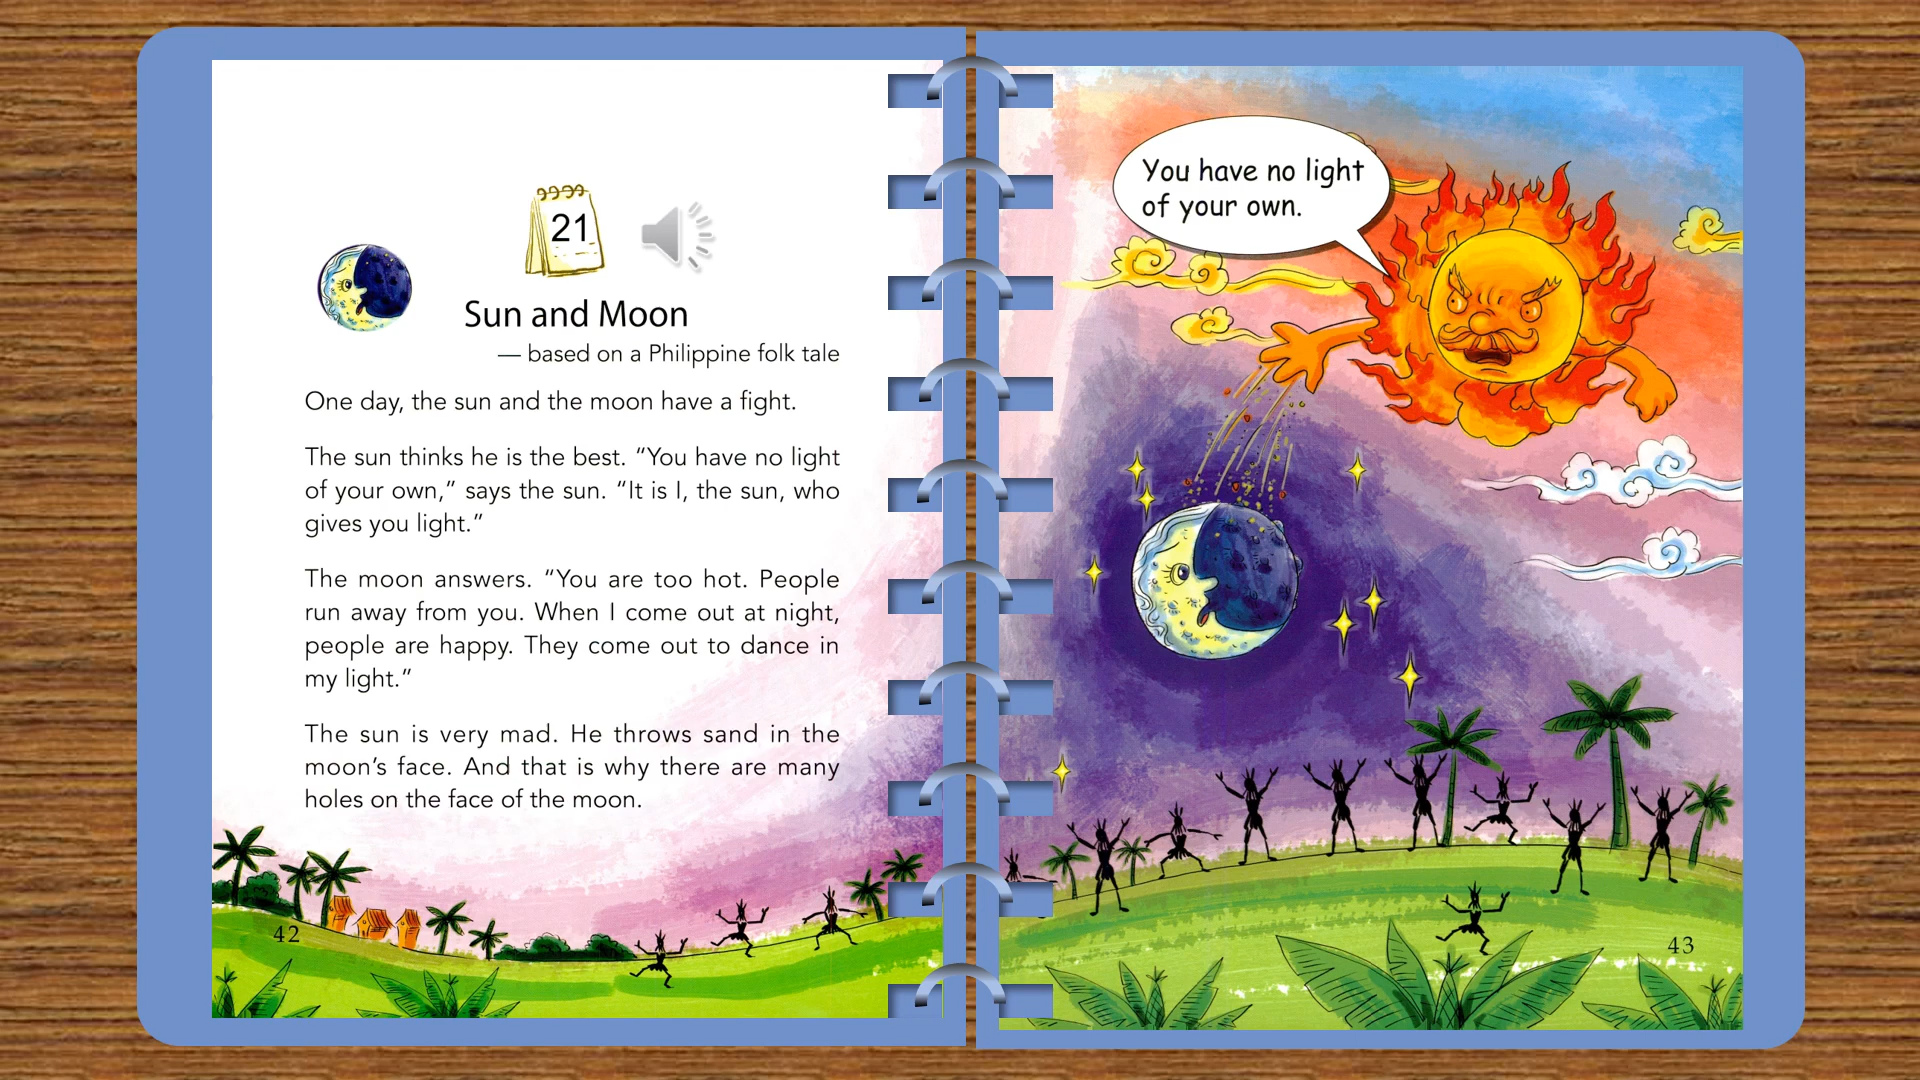 21
Sun and Moon
— based on a Philippine folk tale
One day, the sun and the moon have a fight.
The sun thinks he is the best. “You have no light
of your own,” says the sun. “It is I, the sun, who
gives you light.”
The moon answers. “You are too hot. People
run away from you. When I come out at night,
people are happy. They come out to dance in
my light.”
The sun is very mad. He throws sand in the
moon’s face. And that is why there are many
holes on the face of the moon.
42
You have no light
of your own.
43